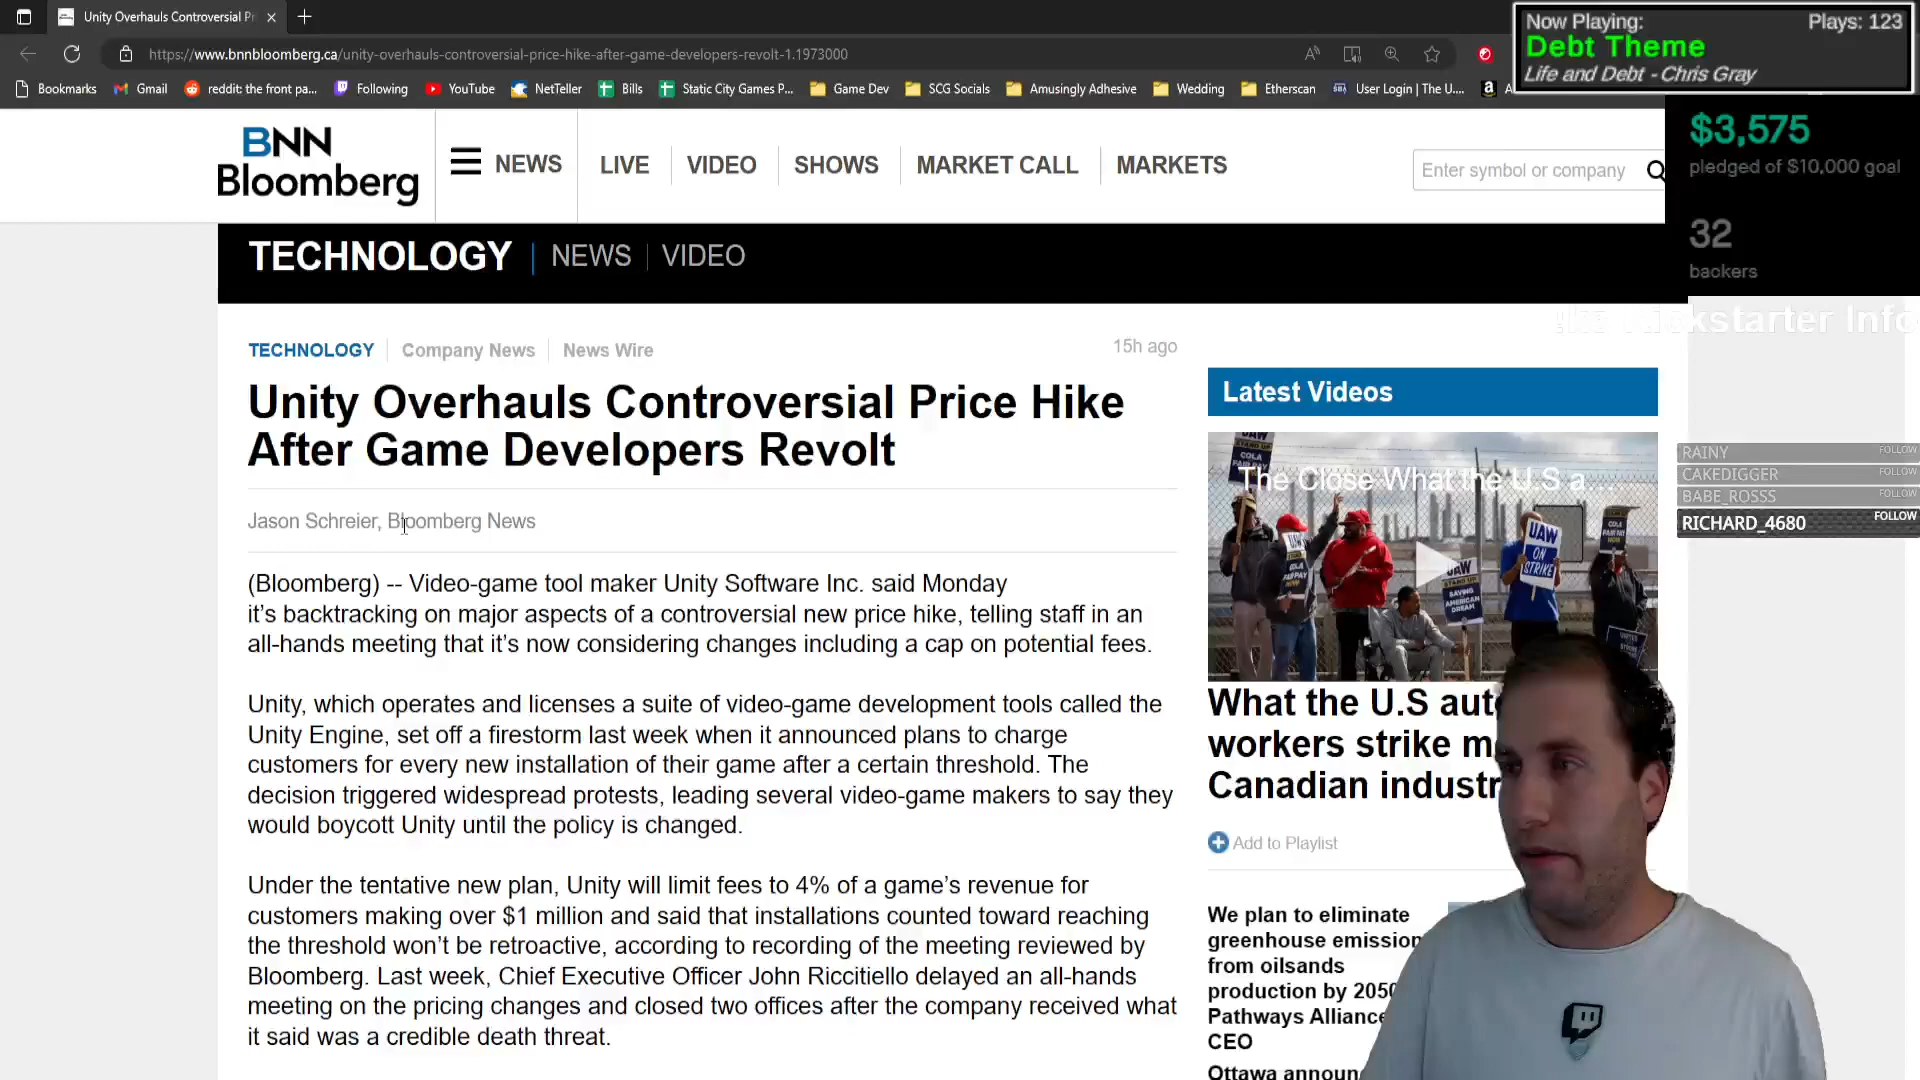 Unity Overhauls Controversial Pr
https://www.bnnbloomberg.ca/unity-overhauls-controversial-price-hike-after-game-developers-revolt-1.1973000
Bookmarks
Gmail
reddit: the front pa...
Following
YouTube
NetTeller
Bills
Static City Games P...
Game Dev
SCG Socials
Amusingly Adhesive
Wedding
Etherscan
User Login | The U....
Now Playing:
Plays: 123
Debt Theme
Life and Debt - Chris Gray
$3,575
pledged of $10,000 goal
32
backers
Kickstarter Info
BNN
Bloomberg
NEWS
LIVE
VIDEO
SHOWS
MARKET CALL
MARKETS
Enter symbol or company
TECHNOLOGY
NEWS
VIDEO
TECHNOLOGY
Company News
News Wire
15h ago
Unity Overhauls Controversial Price Hike
After Game Developers Revolt
Jason Schreier, Bloomberg News
(Bloomberg) -- Video-game tool maker Unity Software Inc. said Monday
it’s backtracking on major aspects of a controversial new price hike, telling staff in an
all-hands meeting that it’s now considering changes including a cap on potential fees.
Unity, which operates and licenses a suite of video-game development tools called the
Unity Engine, set off a firestorm last week when it announced plans to charge
customers for every new installation of their game after a certain threshold. The
decision triggered widespread protests, leading several video-game makers to say they
would boycott Unity until the policy is changed.
Under the tentative new plan, Unity will limit fees to 4% of a game’s revenue for
customers making over $1 million and said that installations counted toward reaching
the threshold won’t be retroactive, according to recording of the meeting reviewed by
Bloomberg. Last week, Chief Executive Officer John Riccitiello delayed an all-hands
meeting on the pricing changes and closed two offices after the company received what
it said was a credible death threat.
Latest Videos
The Close What the U.S a...
UAW
ON
STRIKE
What the U.S aut
workers strike m
Canadian industr
Add to Playlist
We plan to eliminate
greenhouse emission
from oilsands
production by 2050
Pathways Alliance
CEO
Ottawa announ
RAINY
FOLLOW
CAKEDIGGER
FOLLOW
BABE_ROSSS
FOLLOW
RICHARD_4680
FOLLOW